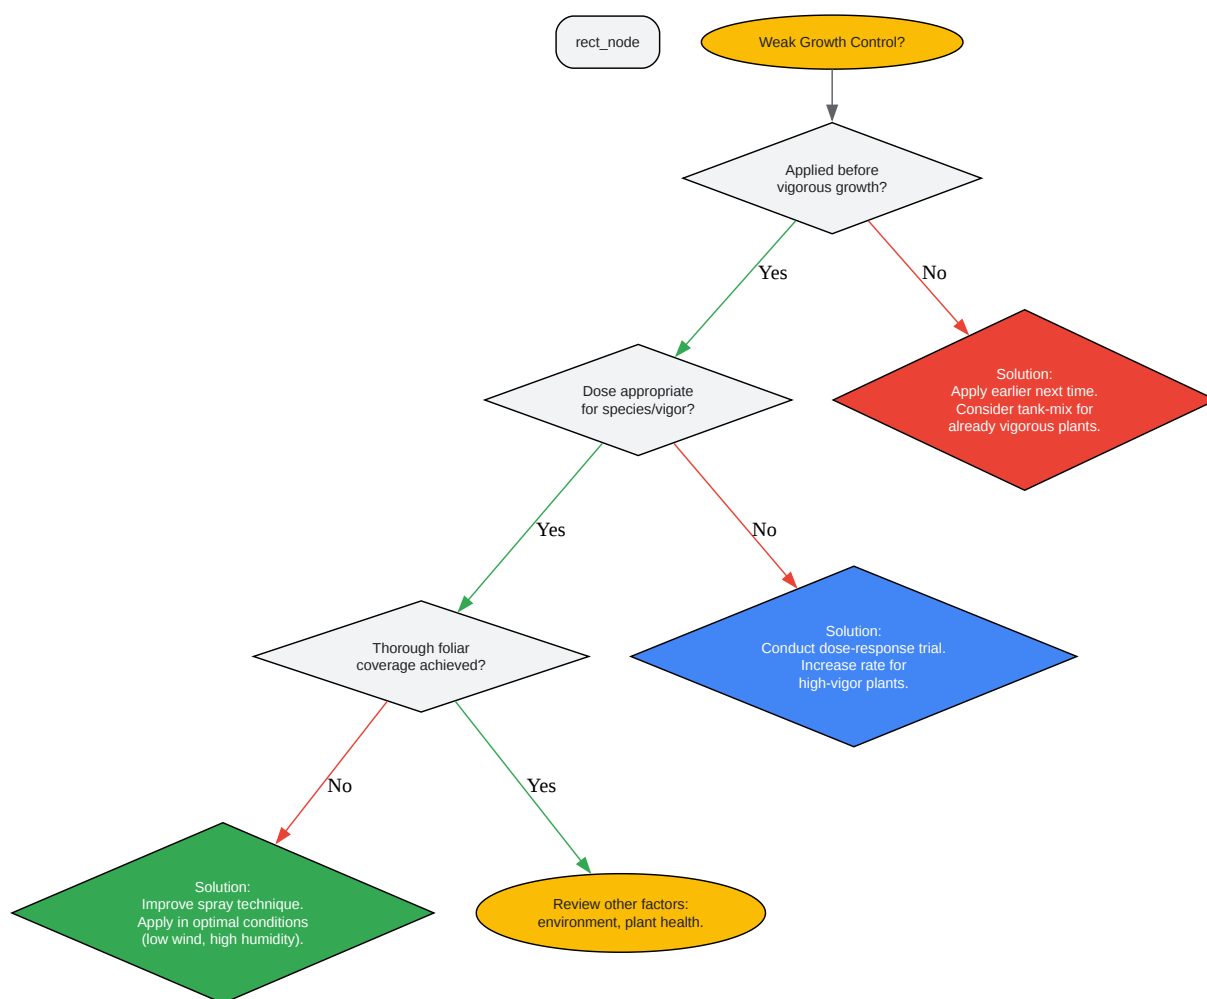 rect_node
Weak Growth Control?
Applied before
vigorous growth?
Yes
No
Dose appropriate
for species/vigor?
Solution:
Apply earlier next time.
Consider tank-mix for
already vigorous plants.
Yes
No
Thorough foliar
coverage achieved?
Solution:
Conduct dose-response trial.
Increase rate for
high-vigor plants.
No
Yes
Solution:
Improve spray technique.
Apply in optimal conditions
(low wind, high humidity).
Review other factors:
environment, plant health.